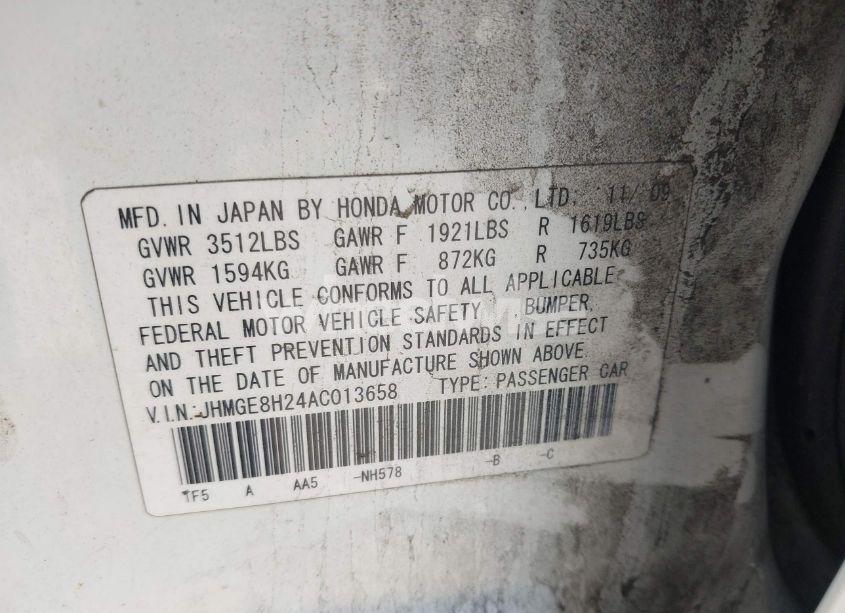 MFD. IN JAPAN BY HONDA MOTOR CO., LTD. 11/ 09
GVWR 3512LBS GAWR F 1921LBS R 1619LBS
GVWR 1594KG GAWR F 872KG R 735KG
THIS VEHICLE CONFORMS TO ALL APPLICABLE
FEDERAL MOTOR VEHICLE SAFETY , BUMPER,
AND THEFT PREVENTION STANDARDS IN EFFECT
ON THE DATE OF MANUFACTURE SHOWN ABOVE.
V.I.N.:JHMGE8H24AC013658 TYPE: PASSENGER CAR
TF5 A AA5 -NH578 -B -C